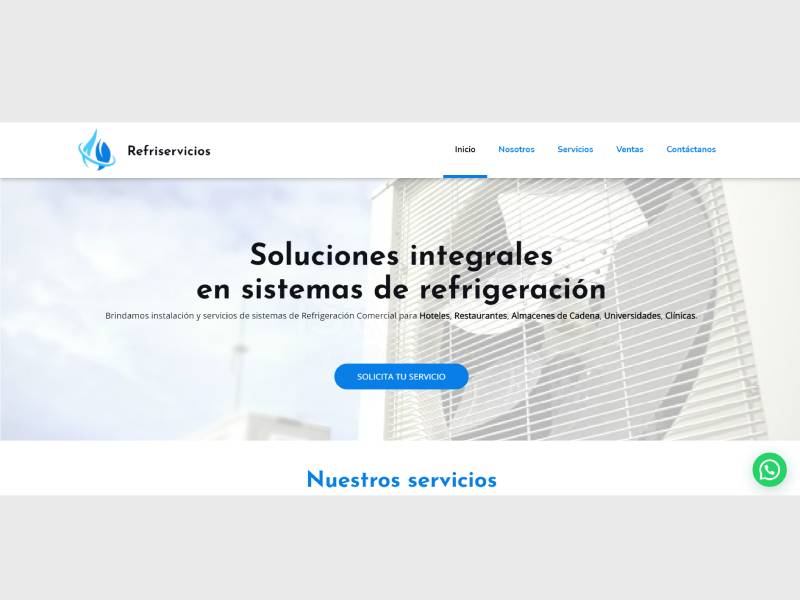 Refriservicios
Inicio Nosotros Servicios Ventas Contáctanos
Soluciones integrales
en sistemas de refrigeración
Brindamos instalación y servicios de sistemas de Refrigeración Comercial para Hoteles, Restaurantes, Almacenes de Cadena, Universidades, Clínicas.
SOLICITA TU SERVICIO
Nuestros servicios